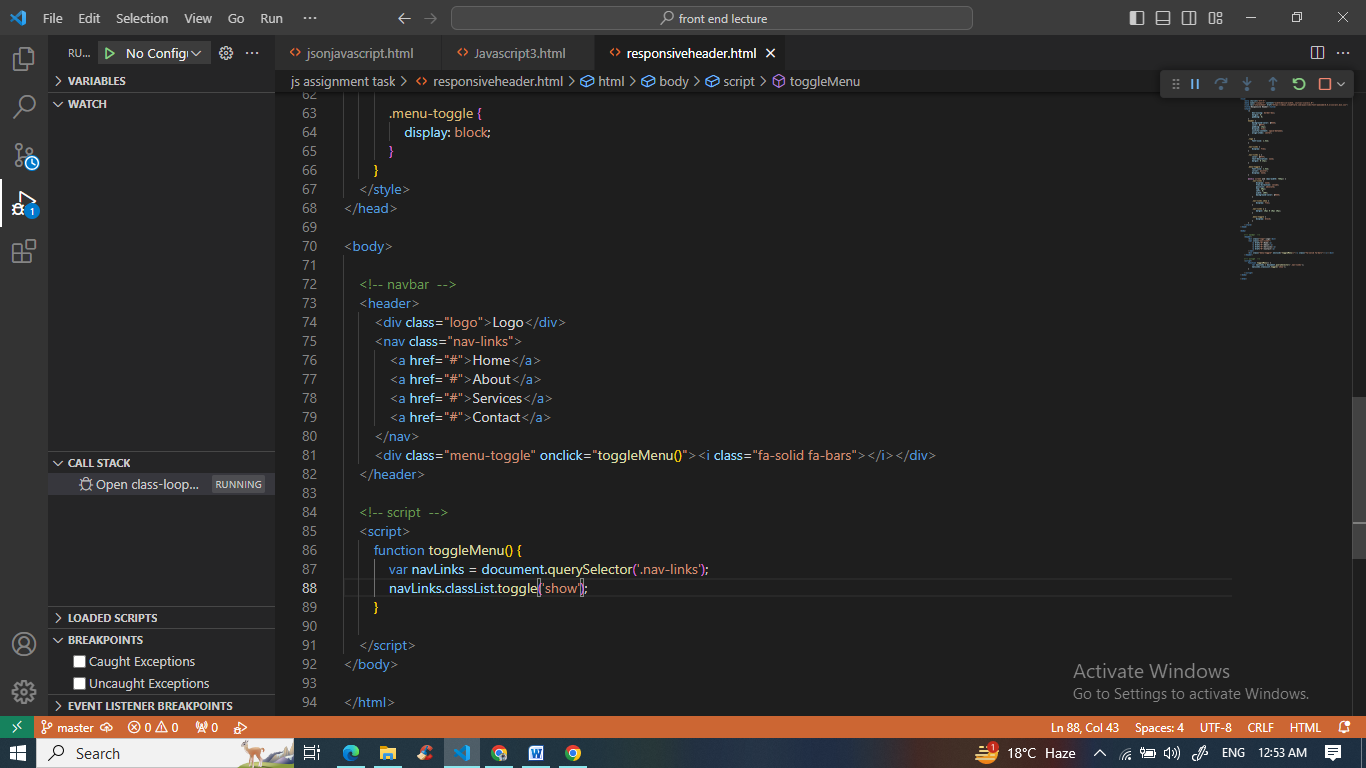 File Edit Selection View Go Run ··· front end lecture
RU... No Config ···
jsonjavascript.html Javascript3.html responsiveheader.html
js assignment task > responsiveheader.html > html > body > script > toggleMenu
VARIABLES
WATCH
CALL STACK
Open class-loop... RUNNING
LOADED SCRIPTS
BREAKPOINTS
Caught Exceptions
Uncaught Exceptions
EVENT LISTENER BREAKPOINTS
1
62
63 .menu-toggle {
64 display: block;
65 }
66 }
67 </style>
68 </head>
69
70 <body>
71
72 <!-- navbar -->
73 <header>
74 <div class="logo">Logo</div>
75 <nav class="nav-links">
76 <a href="#">Home</a>
77 <a href="#">About</a>
78 <a href="#">Services</a>
79 <a href="#">Contact</a>
80 </nav>
81 <div class="menu-toggle" onclick="toggleMenu()"><i class="fa-solid fa-bars"></i></div>
82 </header>
83
84 <!-- script -->
85 <script>
86 function toggleMenu() {
87 var navLinks = document.querySelector('.nav-links');
88 navLinks.classList.toggle('show');
89 }
90
91 </script>
92 </body>
93
94 </html>
Activate Windows
Go to Settings to activate Windows.
master 0 0 0 Ln 88, Col 43 Spaces: 4 UTF-8 CRLF HTML
Search 1 18°C Haze ENG 12:53 AM